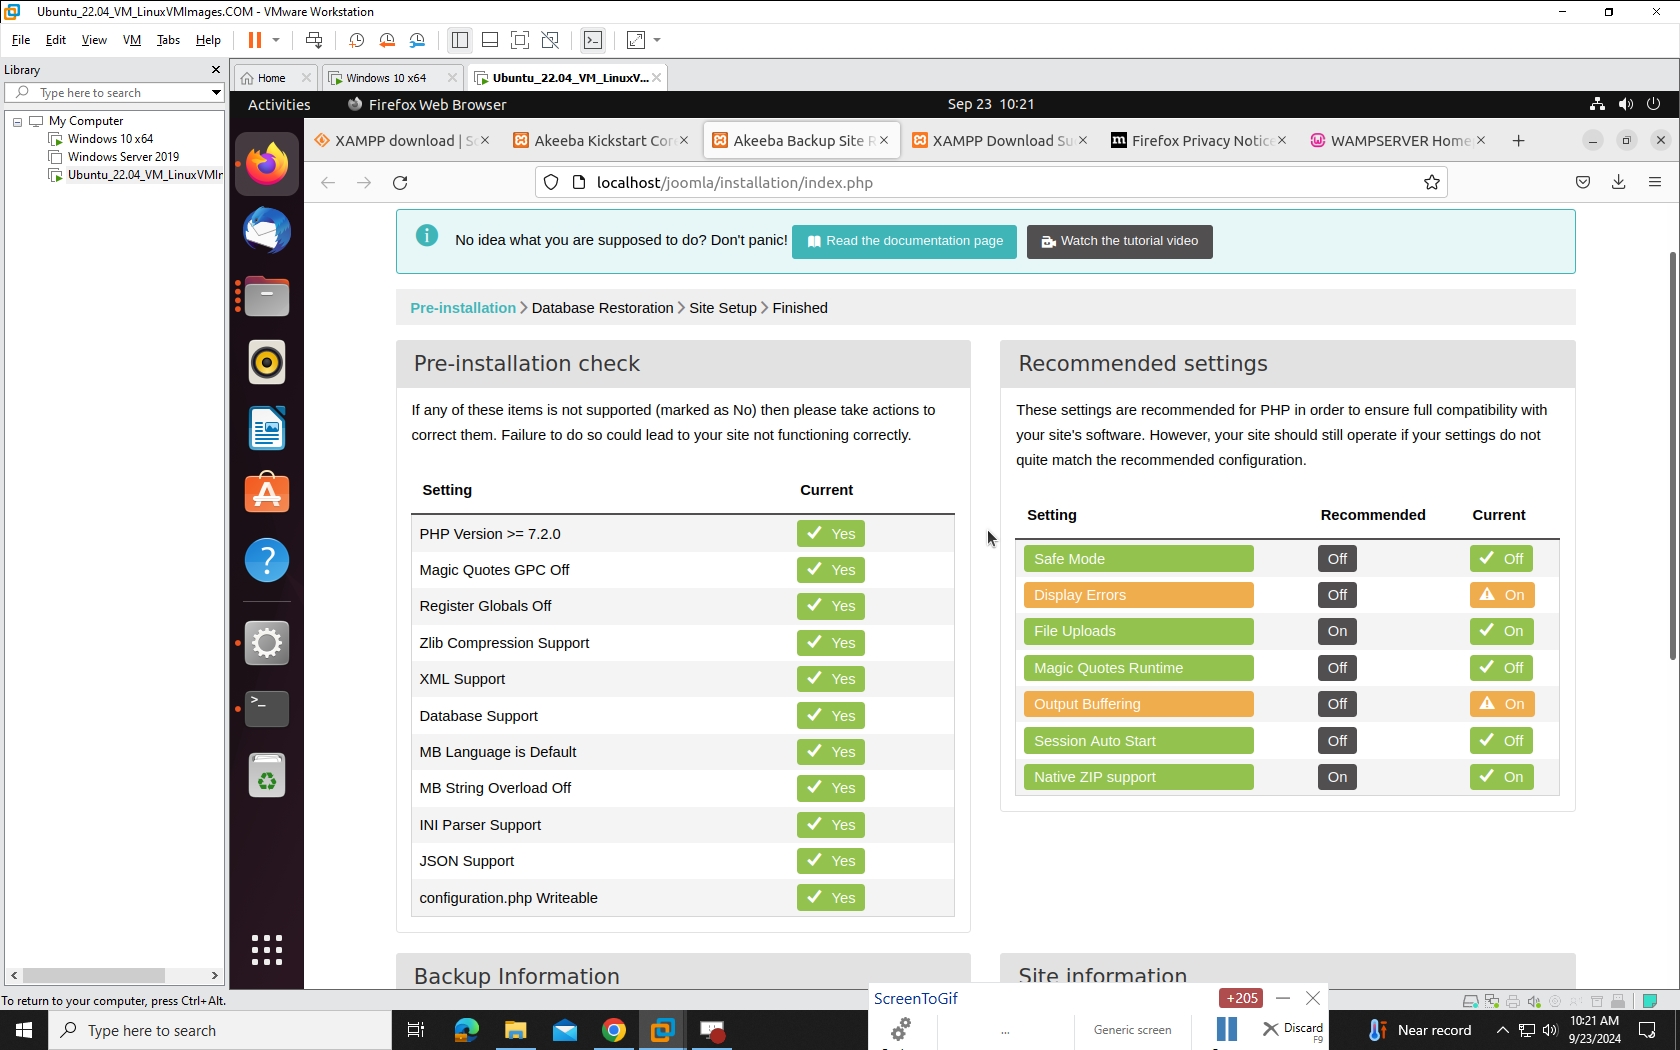 Ubuntu_22.04_VM_LinuxVMImages.COM - VMware Workstation
File Edit View VM Tabs Help
Library
Type here to search
My Computer
Windows 10 x64
Windows Server 2019
Ubuntu_22.04_VM_LinuxVMIr
Home
Windows 10 x64
Ubuntu_22.04_VM_LinuxV...
Activities
Firefox Web Browser
Sep 23 10:21
XAMPP download | Sc
Akeeba Kickstart Cor
Akeeba Backup Site R
XAMPP Download Su
Firefox Privacy Notice
WAMPSERVER Home
localhost/joomla/installation/index.php
No idea what you are supposed to do? Don't panic!
Read the documentation page
Watch the tutorial video
Pre-installation > Database Restoration > Site Setup > Finished
Pre-installation check
If any of these items is not supported (marked as No) then please take actions to
correct them. Failure to do so could lead to your site not functioning correctly.
Setting Current
PHP Version >= 7.2.0 Yes
Magic Quotes GPC Off Yes
Register Globals Off Yes
Zlib Compression Support Yes
XML Support Yes
Database Support Yes
MB Language is Default Yes
MB String Overload Off Yes
INI Parser Support Yes
JSON Support Yes
configuration.php Writeable Yes
Recommended settings
These settings are recommended for PHP in order to ensure full compatibility with
your site's software. However, your site should still operate if your settings do not
quite match the recommended configuration.
Setting Recommended Current
Safe Mode Off Off
Display Errors Off On
File Uploads On On
Magic Quotes Runtime Off Off
Output Buffering Off On
Session Auto Start Off Off
Native ZIP support On On
Backup Information
Site information
To return to your computer, press Ctrl+Alt.
ScreenToGif
+205
...
Generic screen
Discard
F9
Type here to search
Near record
10:21 AM
9/23/2024